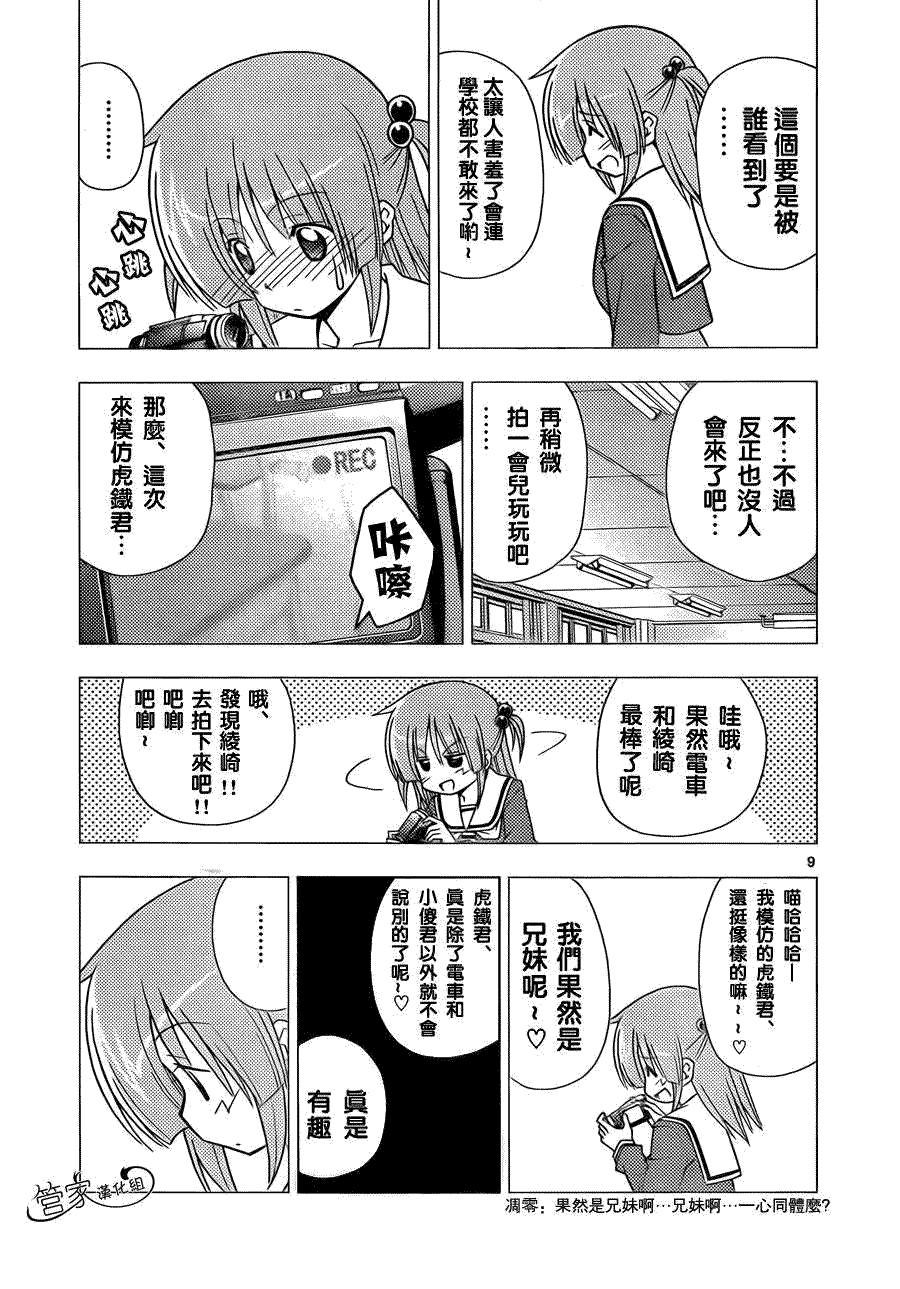 這個要是被
誰看到了
……
太讓人害羞了會連
學校都不敢來了喲~
………
心跳
心跳
不…不過
反正也沒人
會來了吧…
再稍微
拍一會兒玩玩吧
……
REC
咔嚓
那麼、這次
來模仿虎鐵君…
哇哦~
果然電車
和綾崎
最棒了呢
哦、
發現綾崎!!
去拍下來吧!!
吧唧
吧唧~
9
喵哈哈哈—
我模仿的虎鐵君、
還挺像樣的嘛~~♡
我們果然是
兄妹呢~♡
虎鐵君、
真是除了電車和
小傻君以外就不會
說別的了呢~♡
真是
有趣
………
管家漢化組
凋零：果然是兄妹啊…兄妹啊…一心同體麼?